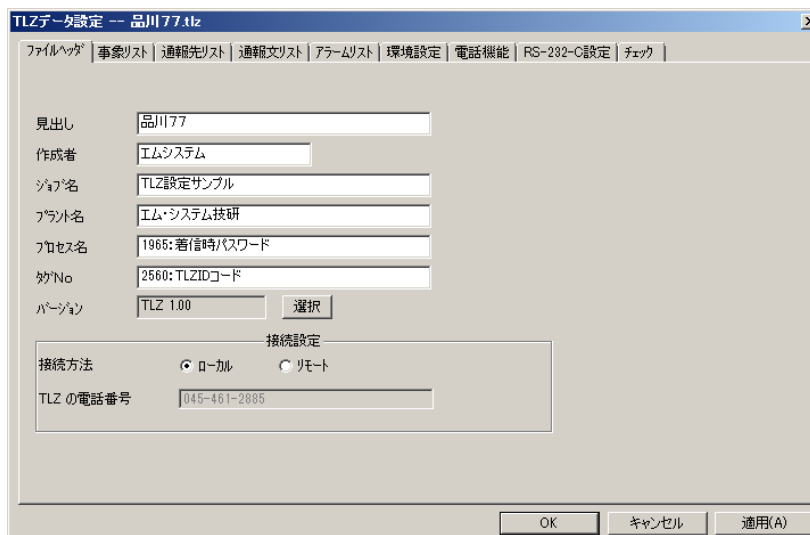 TLZデータ設定 -- 品川77.tlz
ファイルヘッダ 事象リスト 通報先リスト 通報文リスト アラームリスト 環境設定 電話機能 RS-232-C設定 チェック
見出し 品川77
作成者 エムシステム
ジョブ名 TLZ設定サンプル
プラント名 エム・システム技研
プロセス名 1965:着信時パスワード
タグNo 2560:TLZIDコード
バージョン TLZ 1.00 選択
接続設定
接続方法 ローカル リモート
TLZ の電話番号 045-461-2885
OK キャンセル 適用(A)